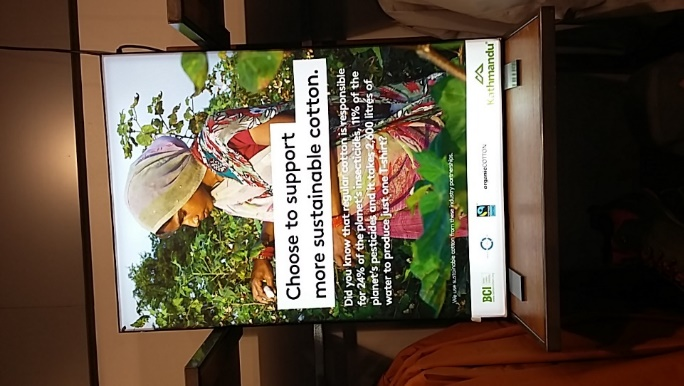 Choose to support
more sustainable cotton.
Did you know that regular cotton is responsible
for 24% of the planet's insecticides, 11% of the
planet's pesticides and it takes 2,000 litres of
water to produce just one T-shirt?
We use sustainable cotton from these industry partnerships.
BCI
organicCOTTON
Kathmandu